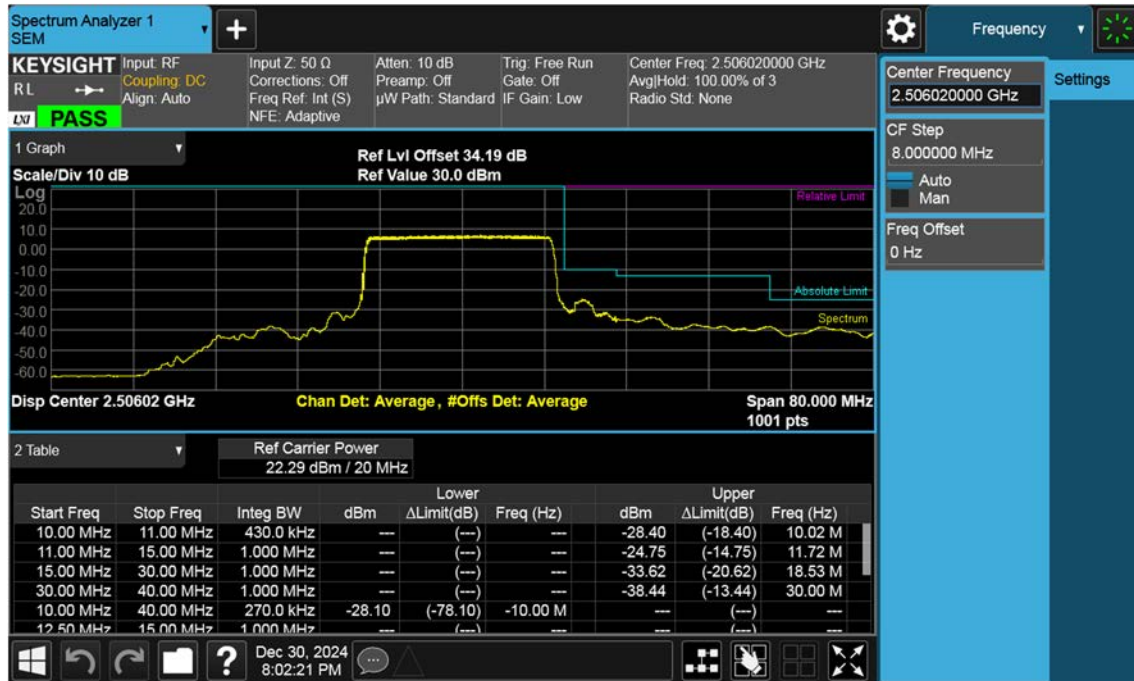 Spectrum Analyzer 1
SEM
+
Frequency
KEYSIGHT
R L
LXI
PASS
Input: RF
Coupling: DC
Align: Auto
Input Z: 50 Ω
Corrections: Off
Freq Ref: Int (S)
NFE: Adaptive
Atten: 10 dB
Preamp: Off
µW Path: Standard
Trig: Free Run
Gate: Off
IF Gain: Low
Center Freq: 2.506020000 GHz
Avg|Hold: 100.00% of 3
Radio Std: None
Center Frequency
2.506020000 GHz
Settings
CF Step
8.000000 MHz
Auto
Man
Freq Offset
0 Hz
1 Graph
Scale/Div 10 dB
Ref Lvl Offset 34.19 dB
Ref Value 30.0 dBm
Log
20.0
10.0
0.00
-10.0
-20.0
-30.0
-40.0
-50.0
-60.0
Relative Limit
Absolute Limit
Spectrum
Disp Center 2.50602 GHz
Chan Det: Average, #Offs Det: Average
Span 80.000 MHz
1001 pts
2 Table
Ref Carrier Power
22.29 dBm / 20 MHz
Lower Upper
Start Freq Stop Freq Integ BW dBm ΔLimit(dB) Freq (Hz) dBm ΔLimit(dB) Freq (Hz)
10.00 MHz 11.00 MHz 430.0 kHz --- (---) --- -28.40 (-18.40) 10.02 M
11.00 MHz 15.00 MHz 1.000 MHz --- (---) --- -24.75 (-14.75) 11.72 M
15.00 MHz 30.00 MHz 1.000 MHz --- (---) --- -33.62 (-20.62) 18.53 M
30.00 MHz 40.00 MHz 1.000 MHz --- (---) --- -38.44 (-13.44) 30.00 M
10.00 MHz 40.00 MHz 270.0 kHz -28.10 (-78.10) -10.00 M --- (---) ---
12.50 MHz 15.00 MHz 1.000 MHz --- (---) --- --- (---) ---
?
Dec 30, 2024
8:02:21 PM